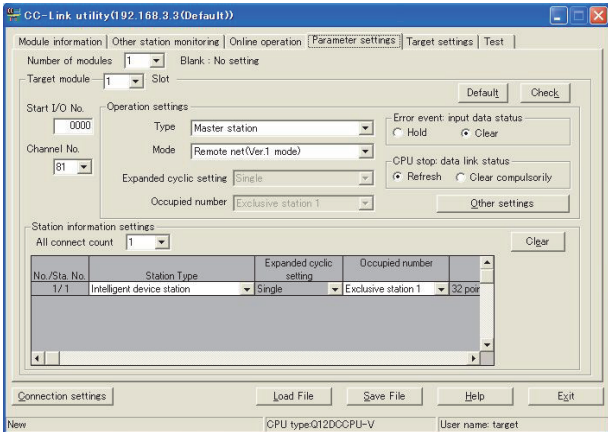 CC-Link utility(192.168.3.3(Default))
Module information Other station monitoring Online operation Parameter settings Target settings Test
Number of modules 1 Blank : No setting
Target module 1 Slot
Default Check
Start I/O No. Operation settings
0000 Type Master station
Error event: input data status
Hold Clear
Channel No. Mode Remote net(Ver.1 mode)
81
CPU stop: data link status
Expanded cyclic setting Single
Refresh Clear compulsorily
Occupied number Exclusive station 1
Other settings
Station information settings
All connect count 1
Clear
No./Sta. No. Station Type Expanded cyclic setting Occupied number
1/1 Intelligent device station Single Exclusive station 1 32 poin
Connection settings Load File Save File Help Exit
New CPU type:Q12DCCPU-V User name: target